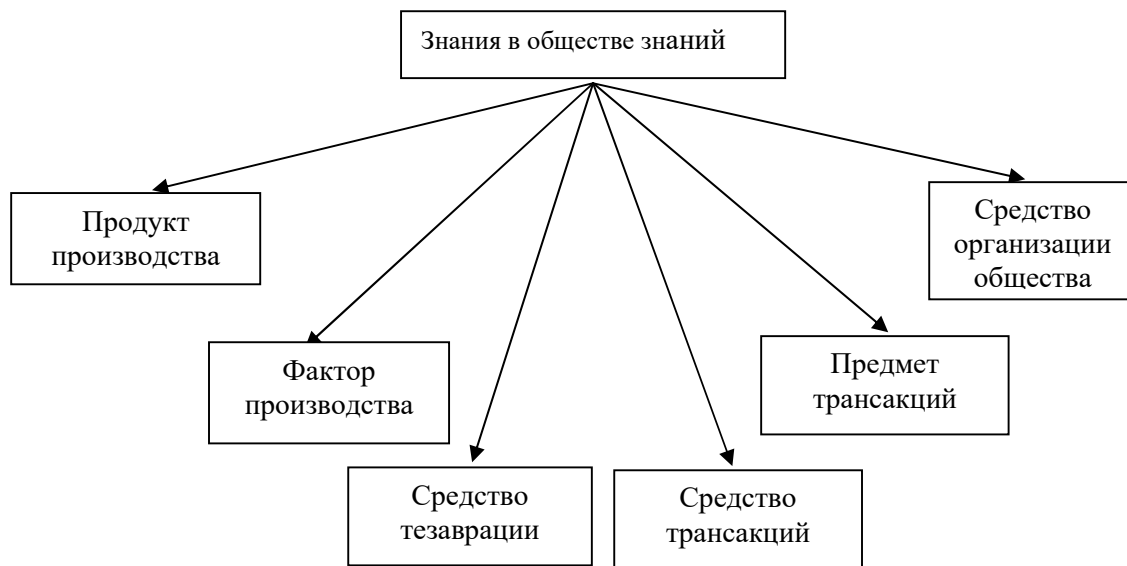 Знания в обществе знаний
Продукт
производства
Средство
организации
общества
Фактор
производства
Предмет
трансакций
Средство
тезаврации
Средство
трансакций